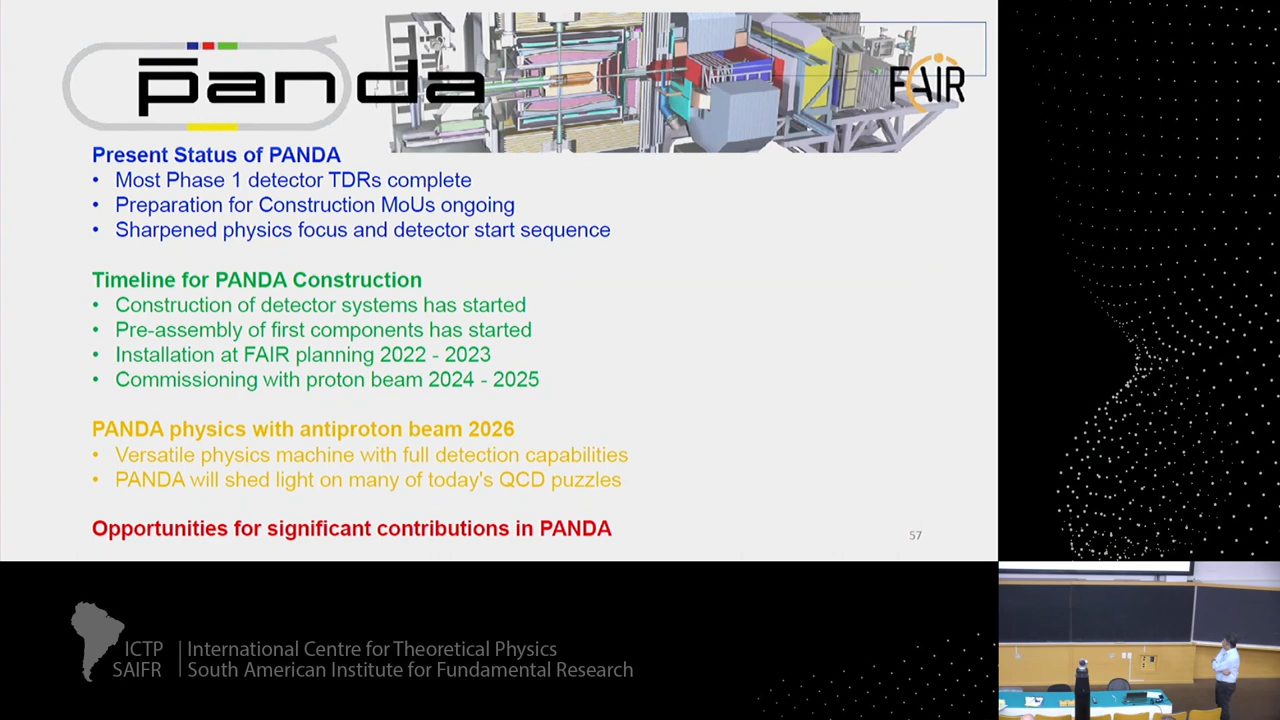 p̄anda
FAIR
Present Status of PANDA
• Most Phase 1 detector TDRs complete
• Preparation for Construction MoUs ongoing
• Sharpened physics focus and detector start sequence
Timeline for PANDA Construction
• Construction of detector systems has started
• Pre-assembly of first components has started
• Installation at FAIR planning 2022 - 2023
• Commissioning with proton beam 2024 - 2025
PANDA physics with antiproton beam 2026
• Versatile physics machine with full detection capabilities
• PANDA will shed light on many of today's QCD puzzles
Opportunities for significant contributions in PANDA
57
ICTP | International Centre for Theoretical Physics
SAIFR | South American Institute for Fundamental Research